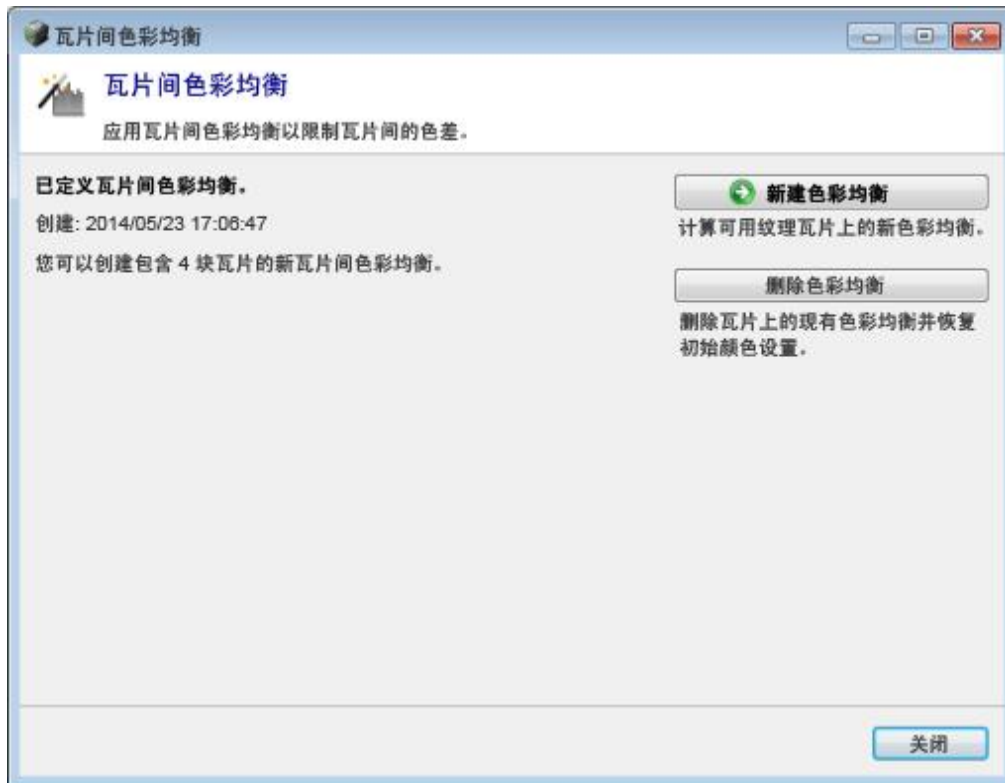 瓦片间色彩均衡
瓦片间色彩均衡
应用瓦片间色彩均衡以限制瓦片间的色差。
已定义瓦片间色彩均衡。
创建: 2014/05/23 17:06:47
您可以创建包含 4 块瓦片的新瓦片间色彩均衡。
新建色彩均衡
计算可用纹理瓦片上的新色彩均衡。
删除色彩均衡
删除瓦片上的现有色彩均衡并恢复
初始颜色设置。
关闭